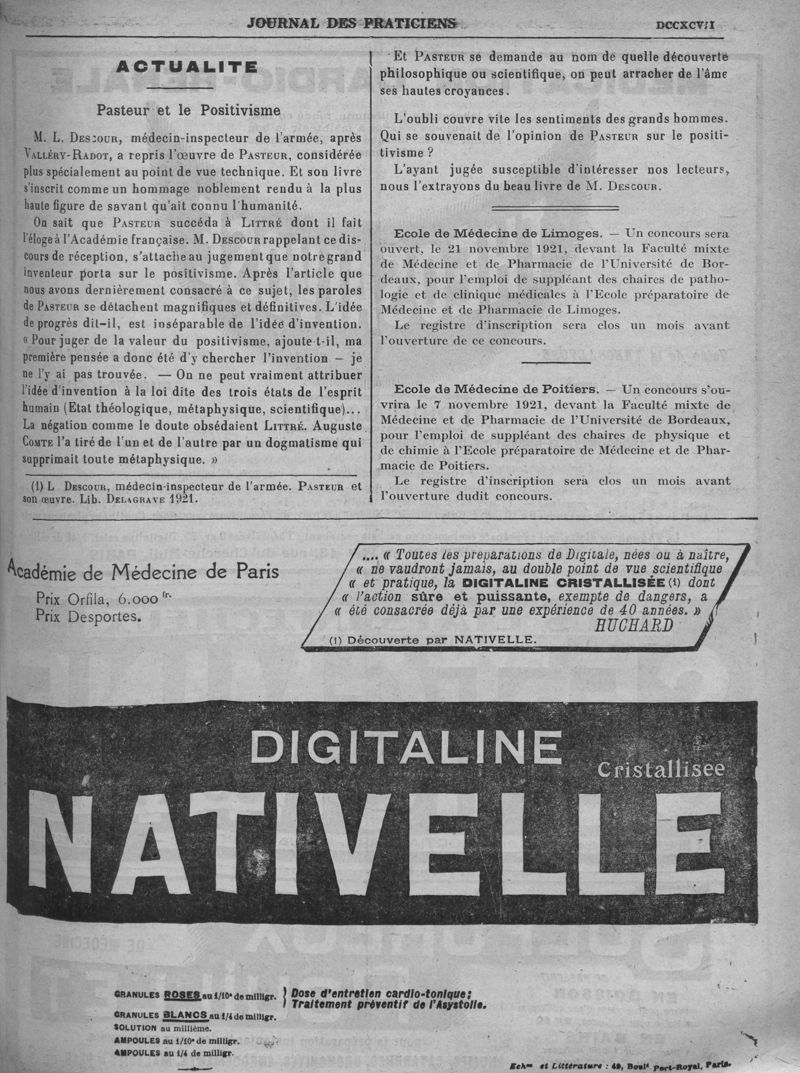 JOURNAL DES PRATICIENS
DCCXCVII
ACTUALITE
Pasteur et le Positivisme
M. L. DESCOUR, médecin-inspecteur de l'armée, après
VALLÉRY-RADOT, a repris l'œuvre de PASTEUR, considérée
plus spécialement au point de vue technique. Et son livre
s'inscrit comme un hommage noblement rendu à la plus
haute figure de savant qu'ait connu l'humanité.
On sait que PASTEUR succéda à LITTRÉ dont il fait
l'éloge à l'Académie française. M. DESCOUR rappelant ce dis-
cours de réception, s'attache au jugement que notre grand
inventeur porta sur le positivisme. Après l'article que
nous avons dernièrement consacré à ce sujet, les paroles
de PASTEUR se détachent magnifiques et définitives. L'idée
de progrès dit-il, est inséparable de l'idée d'invention.
« Pour juger de la valeur du positivisme, ajoute-t-il, ma
première pensée a donc été d'y chercher l'invention — je
ne l'y ai pas trouvée. — On ne peut vraiment attribuer
l'idée d'invention à la loi dite des trois états de l'esprit
humain (Etat théologique, métaphysique, scientifique)...
La négation comme le doute obsédaient LITTRÉ. Auguste
COMTE l'a tiré de l'un et de l'autre par un dogmatisme qui
supprimait toute métaphysique. »
(1) L DESCOUR, médecin-inspecteur de l'armée. PASTEUR et
son œuvre. Lib. DELAGRAVE 1921.
Et PASTEUR se demande au nom de quelle découverte
philosophique ou scientifique, on peut arracher de l'âme
ses hautes croyances.
L'oubli couvre vite les sentiments des grands hommes.
Qui se souvenait de l'opinion de PASTEUR sur le positi-
tivisme ?
L'ayant jugée susceptible d'intéresser nos lecteurs,
nous l'extrayons du beau livre de M. DESCOUR.
Ecole de Médecine de Limoges. — Un concours sera
ouvert, le 21 novembre 1921, devant la Faculté mixte
de Médecine et de Pharmacie de l'Université de Bor-
deaux, pour l'emploi de suppléant des chaires de patho-
logie et de clinique médicales à l'Ecole préparatoire de
Médecine et de Pharmacie de Limoges.
Le registre d'inscription sera clos un mois avant
l'ouverture de ce concours.
Ecole de Médecine de Poitiers. — Un concours s'ou-
vrira le 7 novembre 1921, devant la Faculté mixte de
Médecine et de Pharmacie de l'Université de Bordeaux,
pour l'emploi de suppléant des chaires de physique et
de chimie à l'Ecole préparatoire de Médecine et de Phar-
macie de Poitiers.
Le registre d'inscription sera clos un mois avant
l'ouverture dudit concours.
Académie de Médecine de Paris
Prix Orfila, 6.000 fr.
Prix Desportes.
.... « Toutes les preparations de Digitale, nées ou à naître,
« ne vaudront jamais, au double point de vue scientifique
« et pratique, la DIGITALINE CRISTALLISÉE (1) dont
« l'action sûre et puissante, exempte de dangers, a
« été consacrée déjà par une expérience de 40 années. »
HUCHARD
(1) Découverte par NATIVELLE.
DIGITALINE
Cristallisee
NATIVELLE
GRANULES ROSES au 1/10e de milligr. } Dose d'entretien cardio-tonique;
Traitement préventif de l'Asystolie.
GRANULES BLANCS au 1/4 de milligr.
SOLUTION au millième.
AMPOULES au 1/10e de milligr.
AMPOULES au 1/4 de milligr.
Echon et Littérature : 49, Bould Port-Royal, Paris.